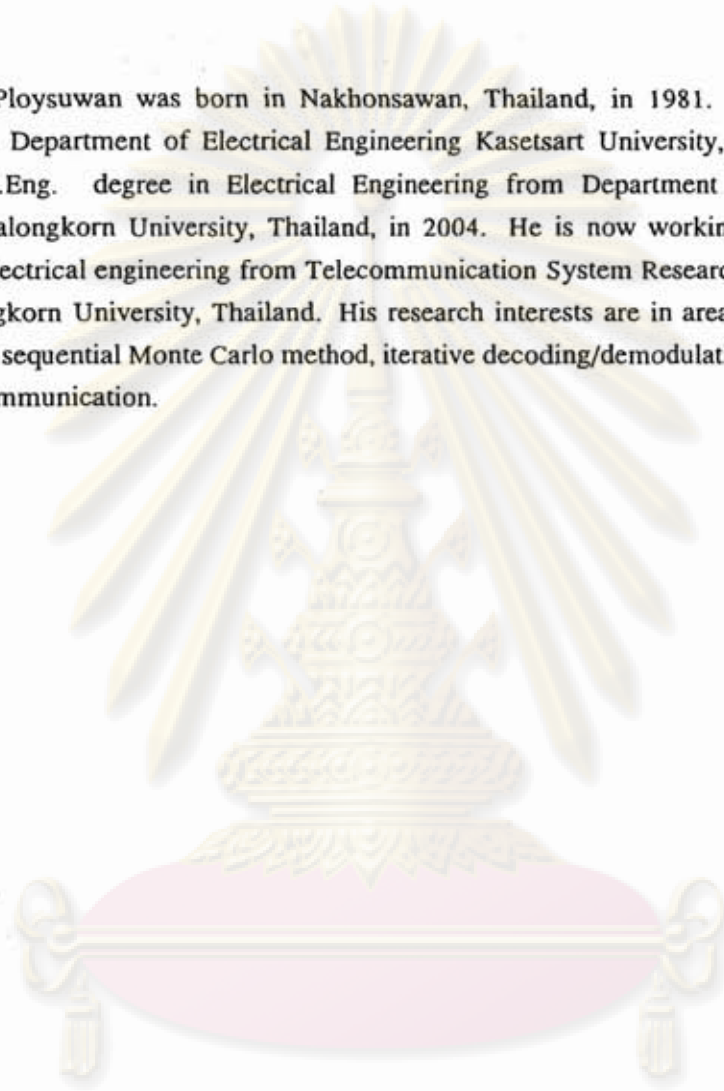 Ploysuwan was born in Nakhonsawan, Thailand, in 1981.
Department of Electrical Engineering Kasetsart University,
.Eng. degree in Electrical Engineering from Department
alongkorn University, Thailand, in 2004. He is now workin
lectrical engineering from Telecommunication System Researc
gkorn University, Thailand. His research interests are in area
sequential Monte Carlo method, iterative decoding/demodulat
mmunication.